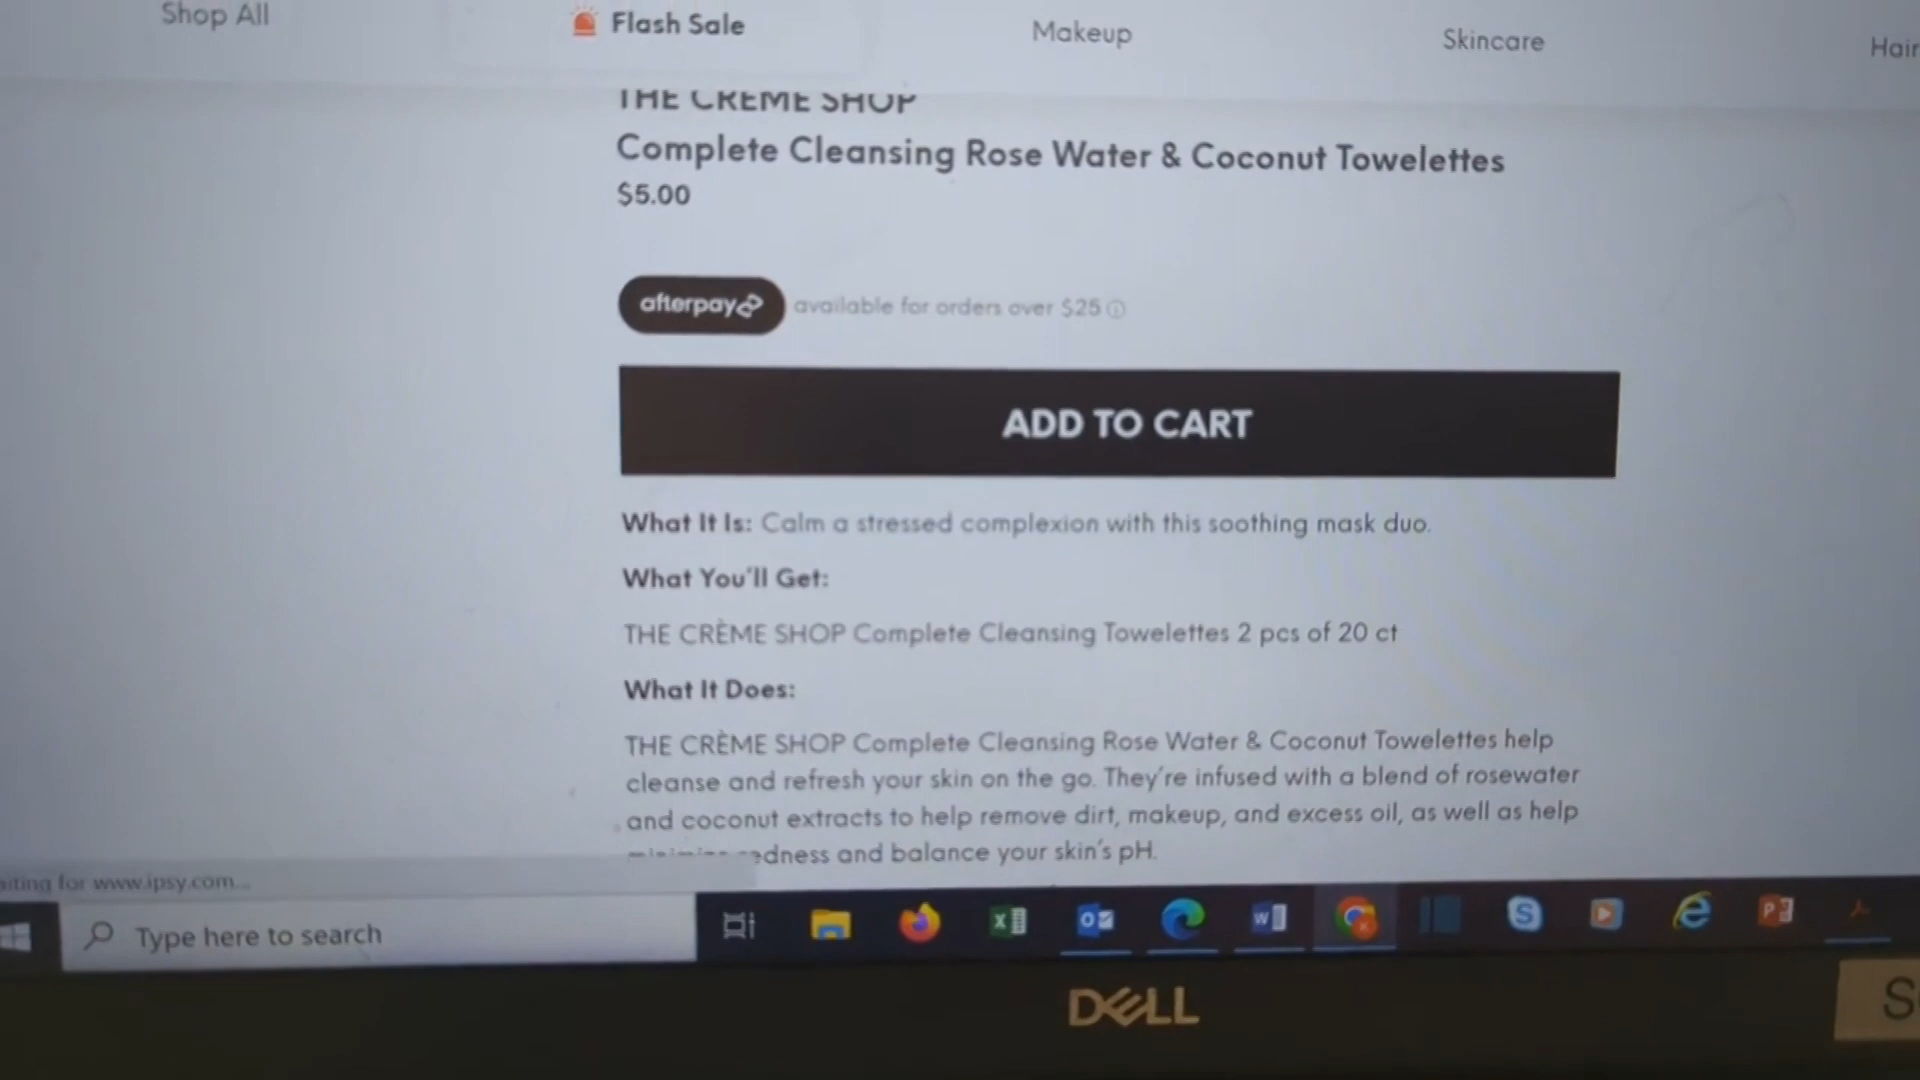 Shop All
Flash Sale
Makeup
Skincare
Hair
THE CRÈME SHOP
Complete Cleansing Rose Water & Coconut Towelettes
$5.00
afterpay available for orders over $25
ADD TO CART
What It Is: Calm a stressed complexion with this soothing mask duo.
What You'll Get:
THE CRÈME SHOP Complete Cleansing Towelettes 2 pcs of 20 ct
What It Does:
THE CRÈME SHOP Complete Cleansing Rose Water & Coconut Towelettes help
cleanse and refresh your skin on the go. They're infused with a blend of rosewater
and coconut extracts to help remove dirt, makeup, and excess oil, as well as help
edness and balance your skin's pH.
aiting for www.ipsy.com...
Type here to search
DELL
S